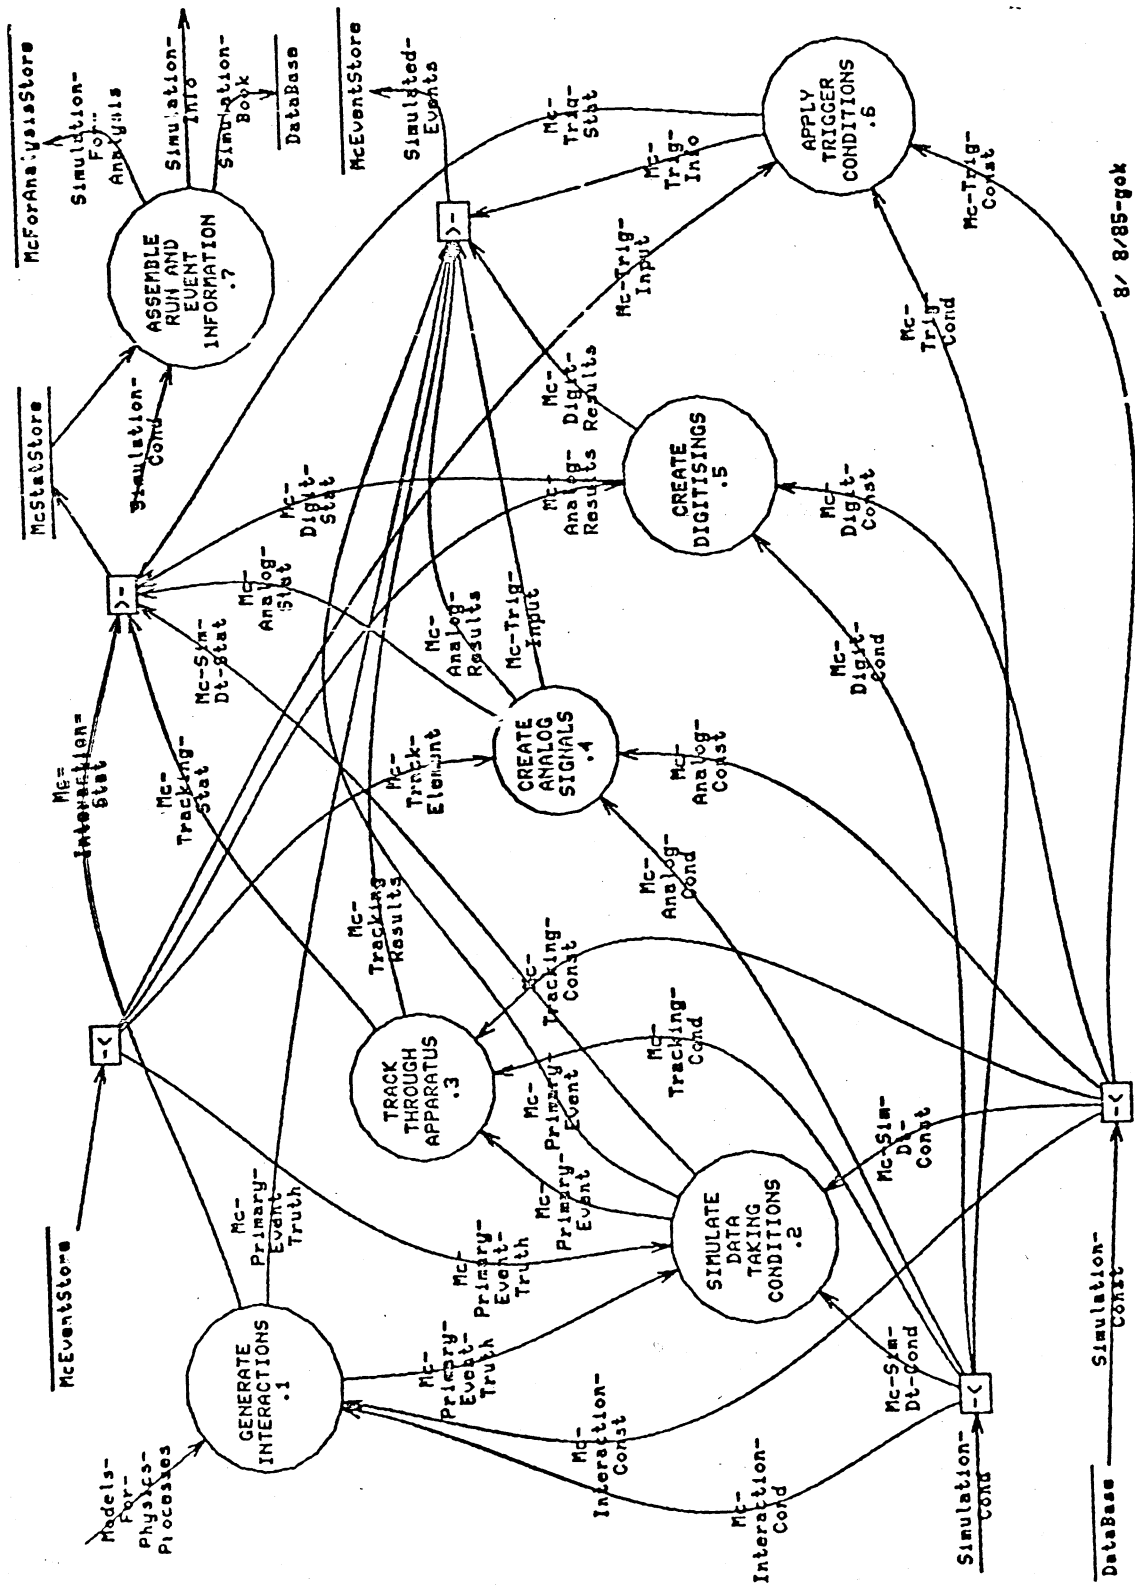 McEventStore
McStatStore
McForAnalysisStore
Models-
For-
Physics-
Processes
GENERATE
INTERACTIONS
.1
Mc-
Primary-
Event-
Truth
Mc-
Interaction-
Stat
Mc-
Tracking-
Stat
Mc-Sim-
Dt-Stat
Mc-
Analog-
Stat
Mc-
Digit-
Stat
Simulation-
Cond
ASSEMBLE
RUN AND
EVENT
INFORMATION
.7
Simulation-
For-
Analysis
Simulation-
Info
Simulation-
Book
DataBase
McEventStore
Simulated-
Events
>-
-<
>-
Mc-
Primary-
Event-
Truth
Mc-
Primary-
Event-
Truth
Mc-
Primary-
Event
Mc-
Primary-
Event
TRACK
THROUGH
APPARATUS
.3
Mc-
Tracking
Results
Mc-
Track-
Element
Mc-
Analog-
Results
Mc-Trig-
Input
CREATE
ANALOG
SIGNALS
.4
Mc-
Analog-
Results
Mc-
Digit-
Results
Mc-Trig-
Input
Mc-
Trig-
Info
Mc-
Trig-
Stat
Mc-
Interaction-
Const
Mc-
Interaction-
Cond
SIMULATE
DATA
TAKING
CONDITIONS
.2
Mc-
Tracking-
Const
Mc-
Tracking-
Cond
Mc-
Analog-
Cond
Mc-
Analog-
Const
CREATE
DIGITISINGS
.5
APPLY
TRIGGER
CONDITIONS
.6
Mc-Sim-
Dt-Cond
Mc-Sim-
Dt-
Const
Mc-
Digit-
Cond
Mc-
Digit-
Const
Mc-
Trig-
Cond
Mc-Trig-
Const
Simulation-
Cond
-<
DataBase
Simulation-
Const
-<
8/ 8/85-gok